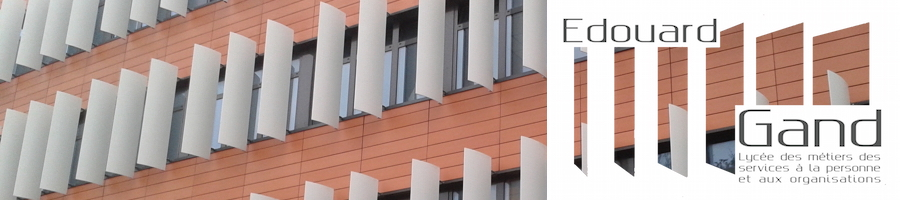 Edouard
Gand
Lycée des métiers des
services à la personne
et aux organisations